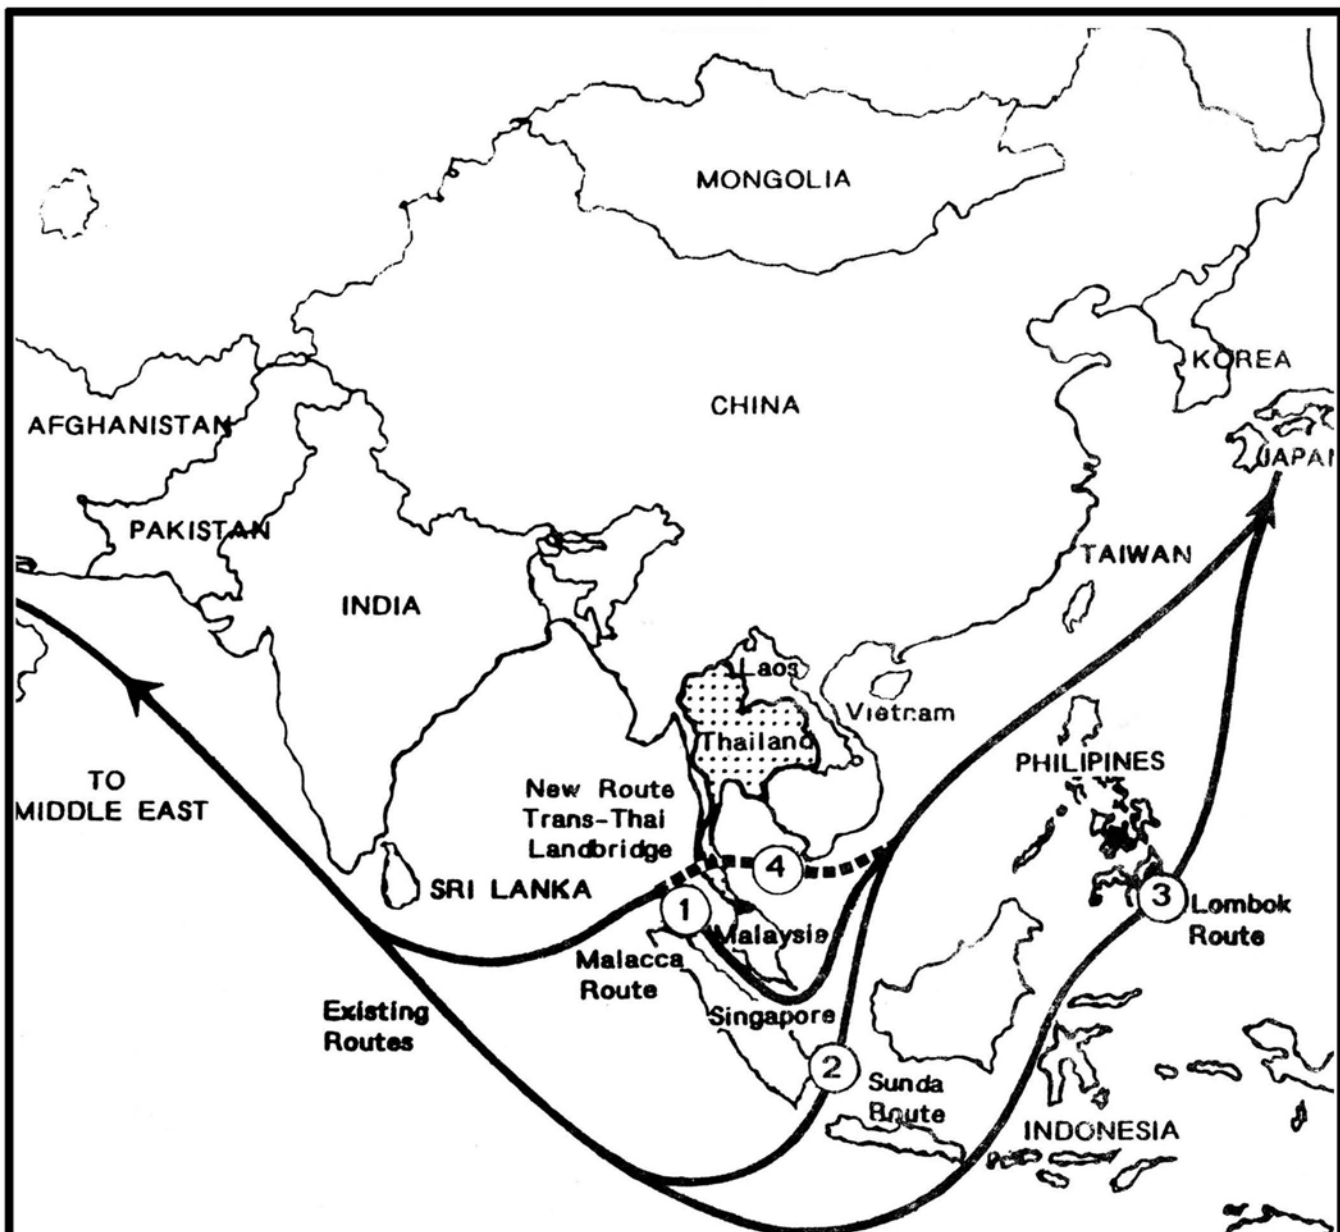 MONGOLIA
KOREA
CHINA
AFGHANISTAN
JAPAN
PAKISTAN
TAIWAN
INDIA
Laos
Vietnam
Thailand
PHILIPINES
TO
MIDDLE EAST
New Route
Trans-Thai
Landbridge
4
SRI LANKA
1
3
Lombok
Route
Malaysia
Malacca
Route
Existing
Routes
Singapore
2
Sunda
Route
INDONESIA